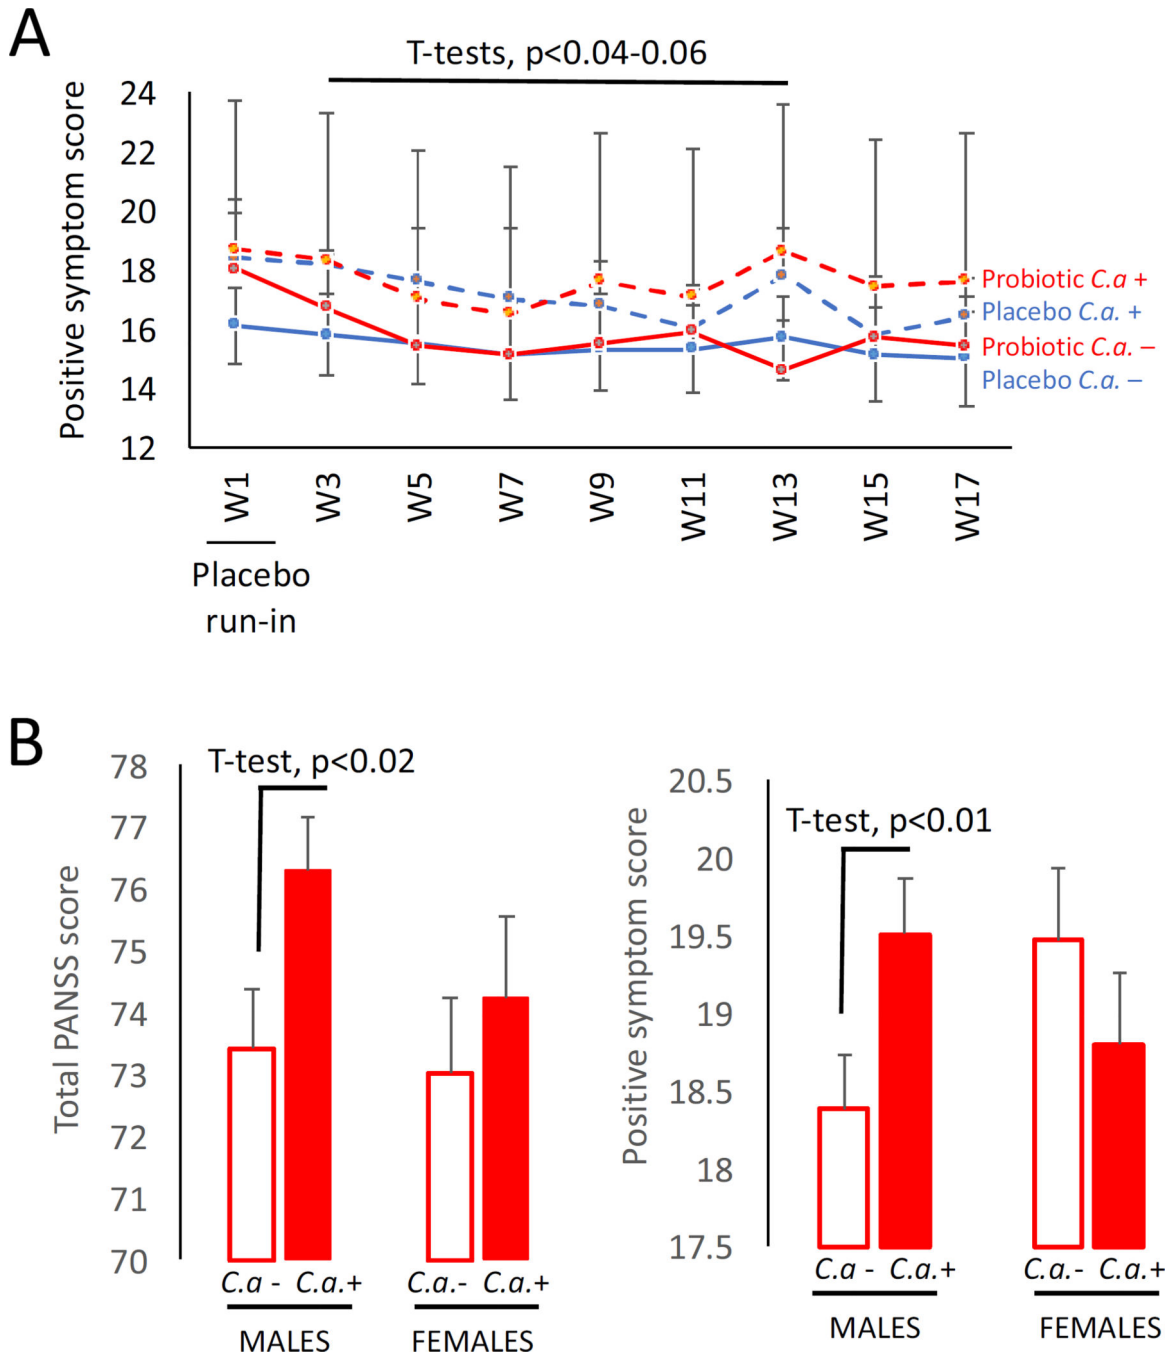 A
T-tests, p<0.04-0.06
Positive symptom score
24
22
20
18
16
14
12
Probiotic C.a +
Placebo C.a. +
Probiotic C.a. –
Placebo C.a. –
W1
W3
W5
W7
W9
W11
W13
W15
W17
Placebo
run-in
B
T-test, p<0.02
Total PANSS score
78
77
76
75
74
73
72
71
70
C.a - C.a.+
C.a.- C.a.+
MALES
FEMALES
T-test, p<0.01
Positive symptom score
20.5
20
19.5
19
18.5
18
17.5
C.a - C.a.+
C.a.- C.a.+
MALES
FEMALES